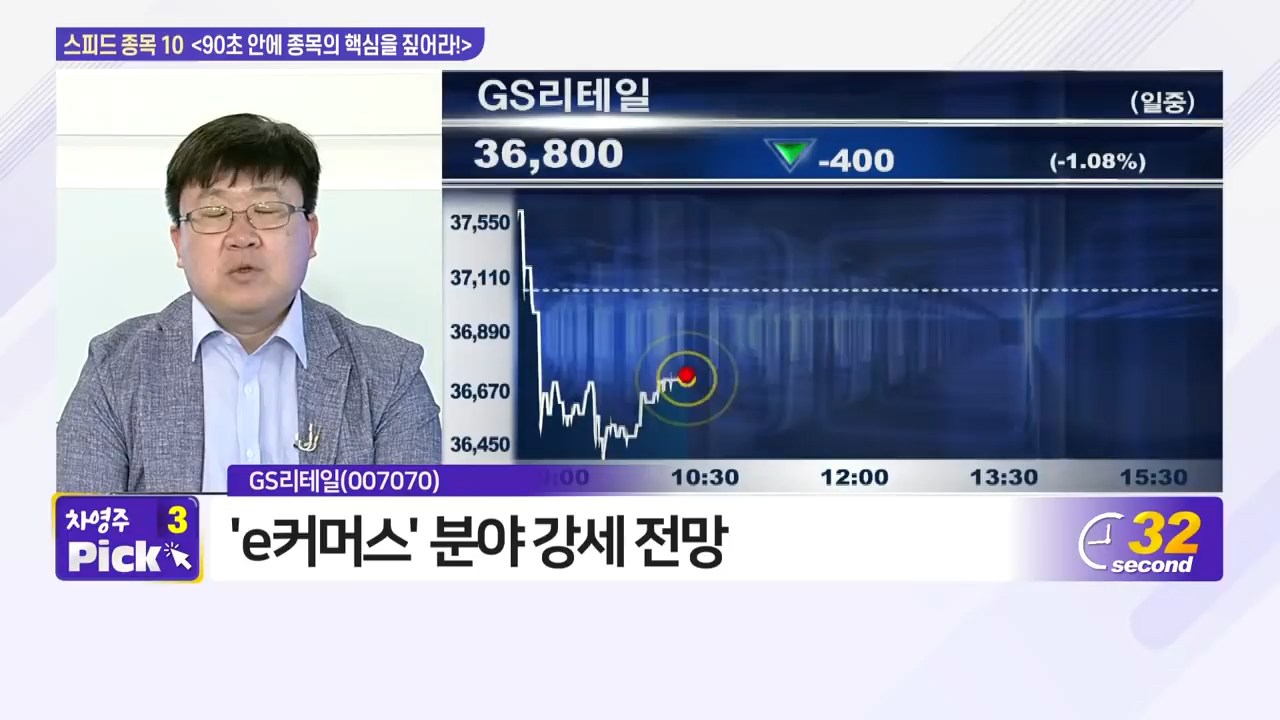 스피드 종목 10 <90초 안에 종목의 핵심을 짚어라!>
GS리테일
(일중)
36,800 -400 (-1.08%)
37,550
37,110
36,890
36,670
36,450
:00 10:30 12:00 13:30 15:30
GS리테일(007070)
차영주 3
Pick
'e커머스' 분야 강세 전망
32
second